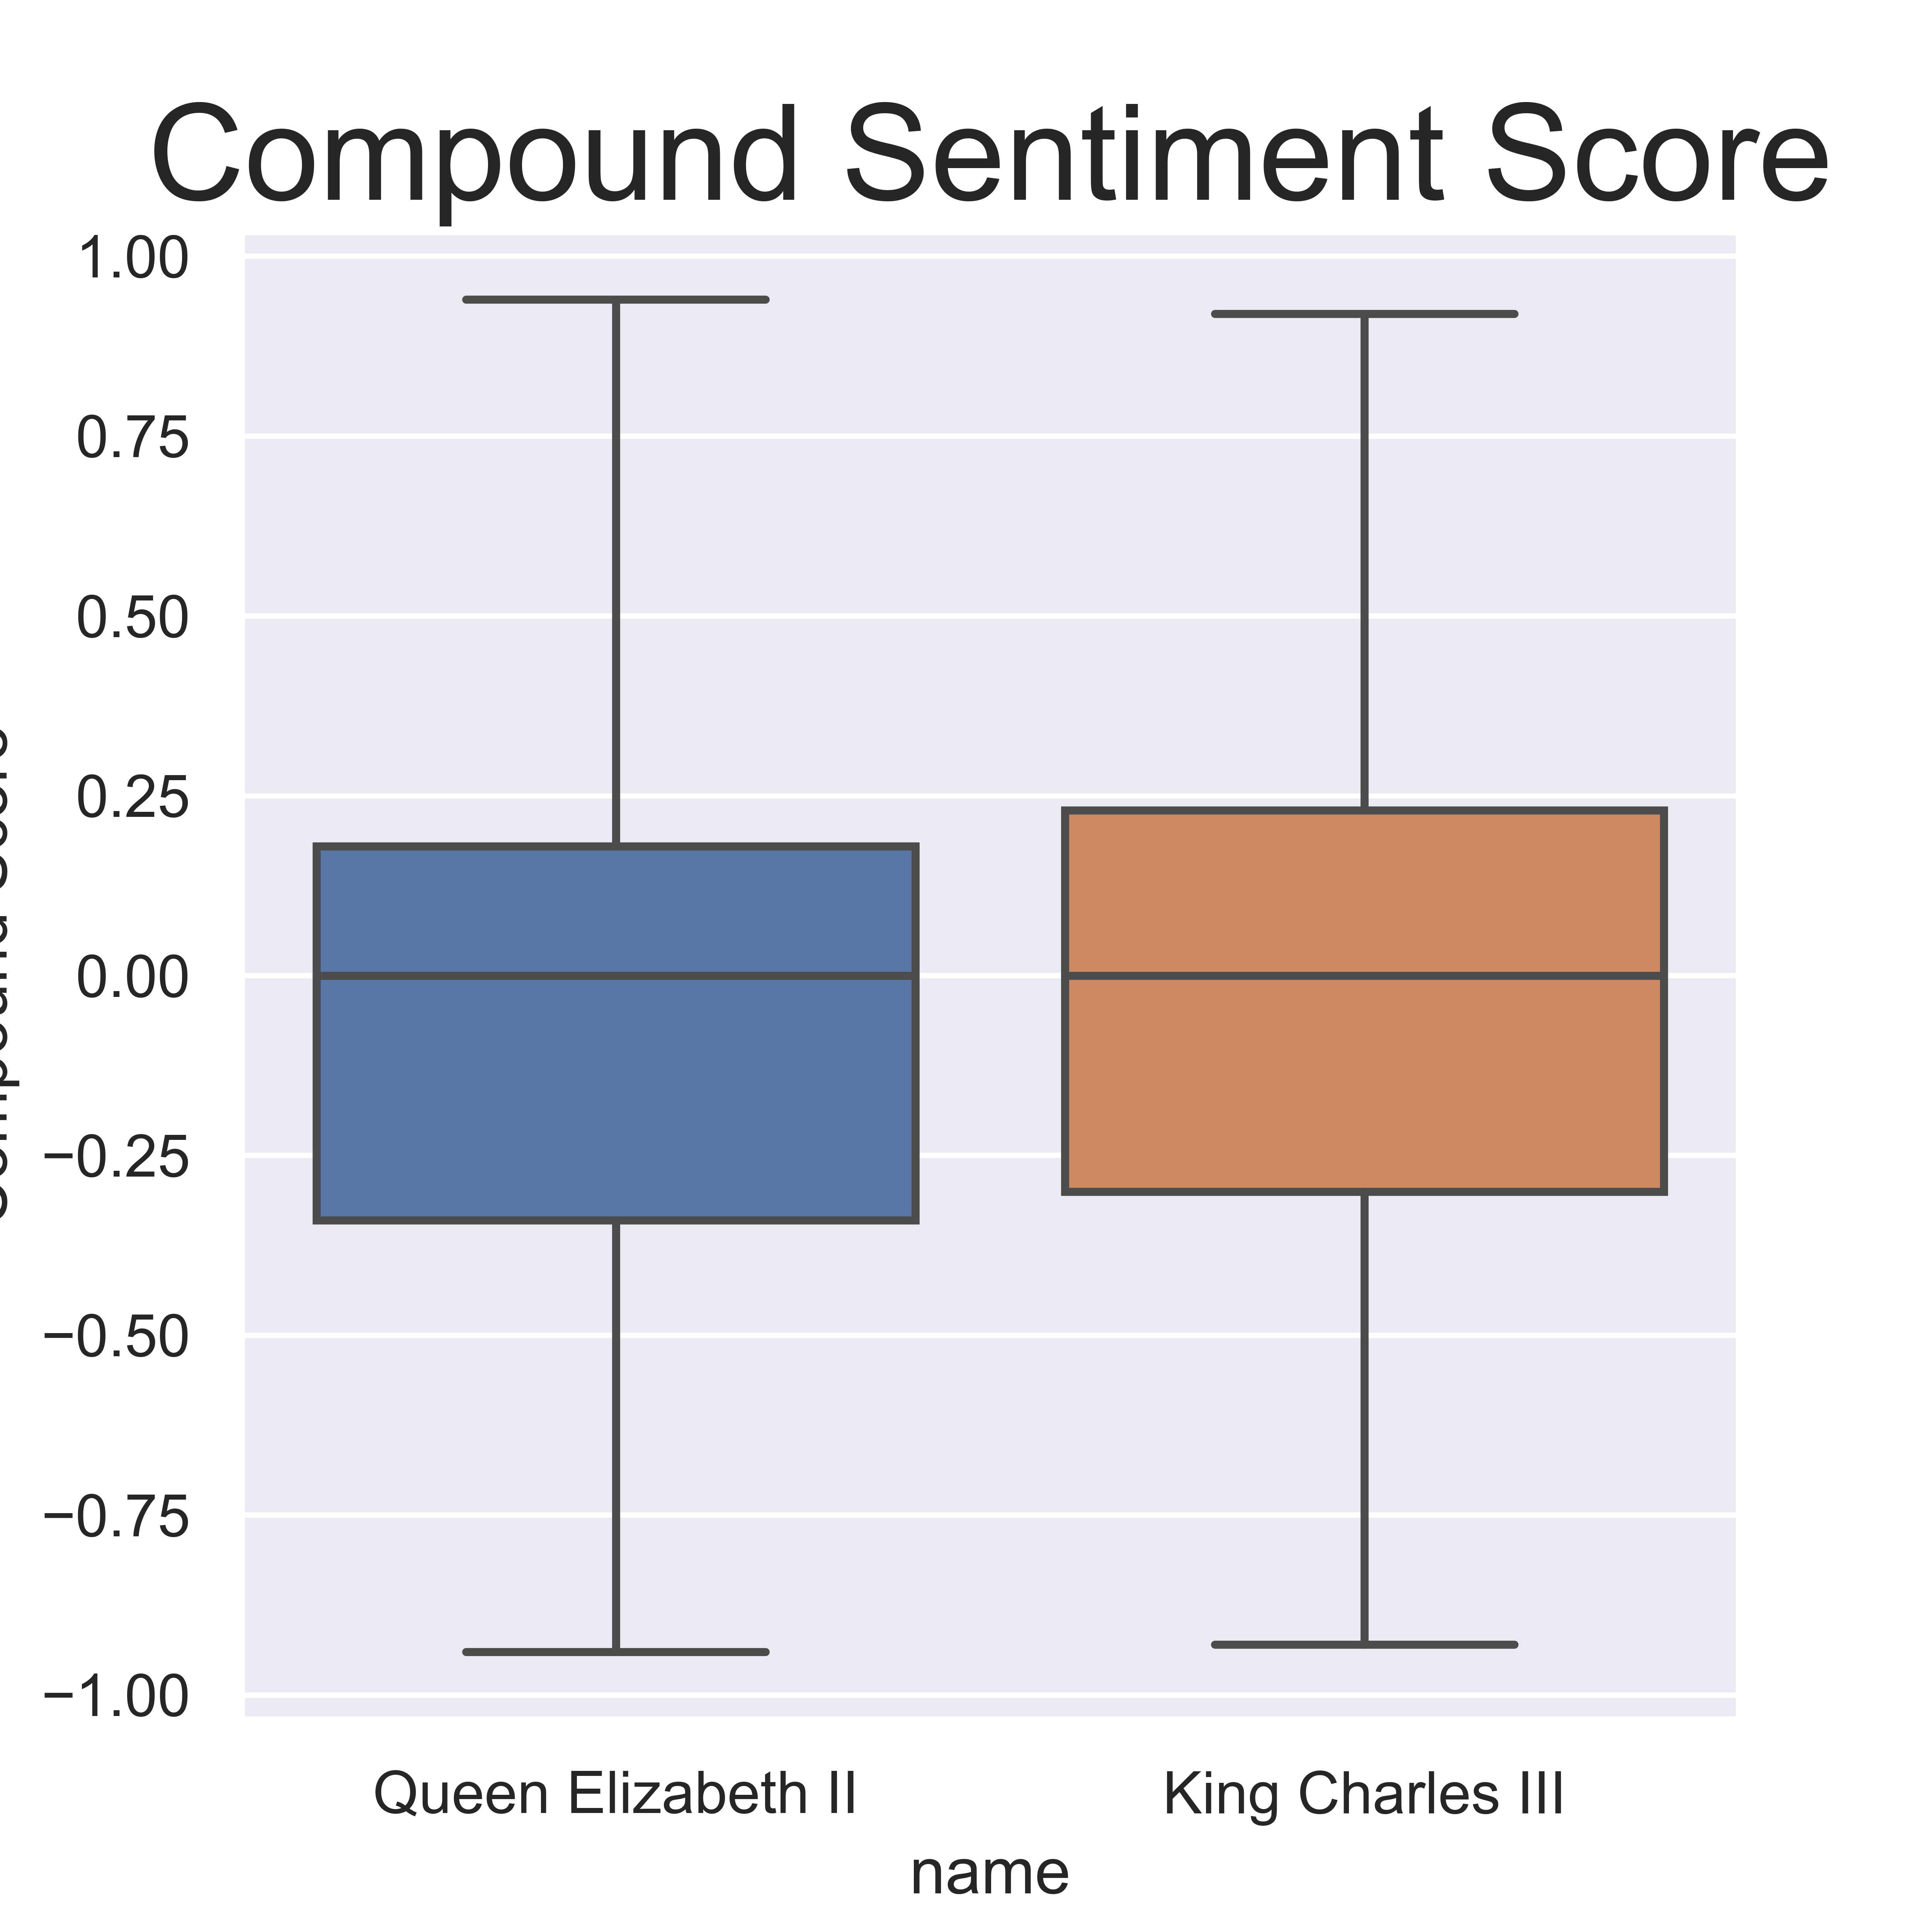 Compound Sentiment Score
1.00
0.75
0.50
0.25
0.00
−0.25
−0.50
−0.75
−1.00
Queen Elizabeth II
King Charles III
name